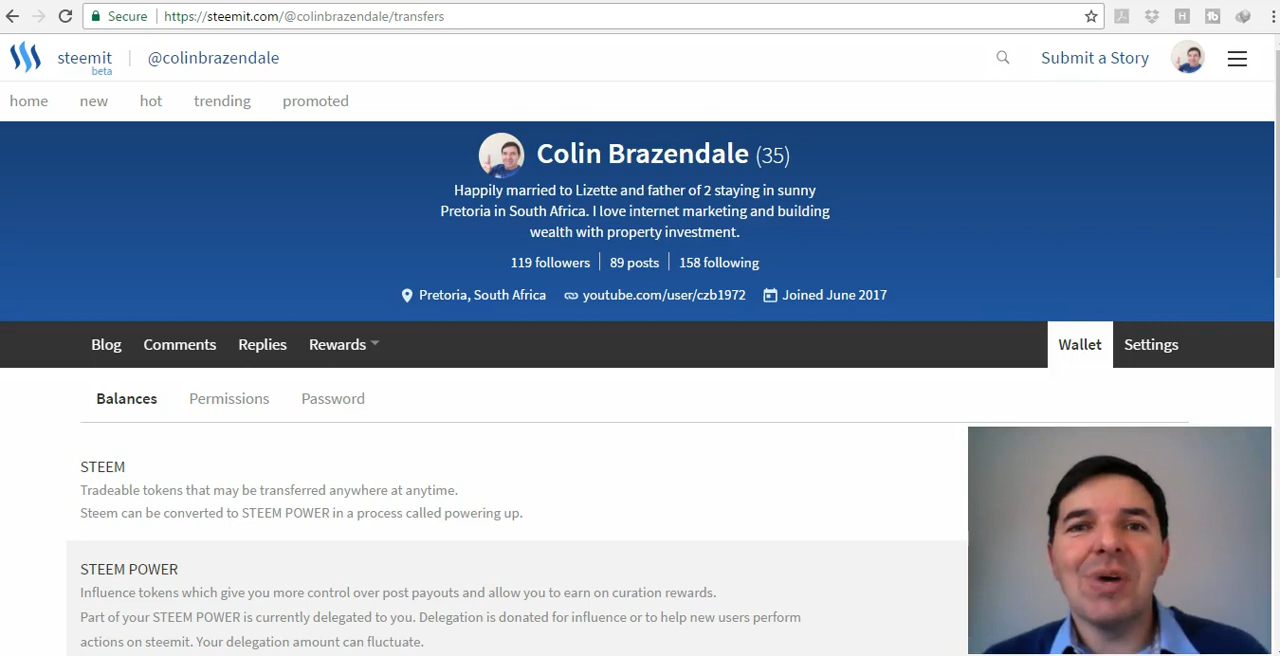 Secure https://steemit.com/@colinbrazendale/transfers
steemit @colinbrazendale Submit a Story
beta
home new hot trending promoted
Colin Brazendale (35)
Happily married to Lizette and father of 2 staying in sunny
Pretoria in South Africa. I love internet marketing and building
wealth with property investment.
119 followers 89 posts 158 following
Pretoria, South Africa youtube.com/user/czb1972 Joined June 2017
Blog Comments Replies Rewards Wallet Settings
Balances Permissions Password
STEEM
Tradeable tokens that may be transferred anywhere at anytime.
Steem can be converted to STEEM POWER in a process called powering up.
STEEM POWER
Influence tokens which give you more control over post payouts and allow you to earn on curation rewards.
Part of your STEEM POWER is currently delegated to you. Delegation is donated for influence or to help new users perform
actions on steemit. Your delegation amount can fluctuate.